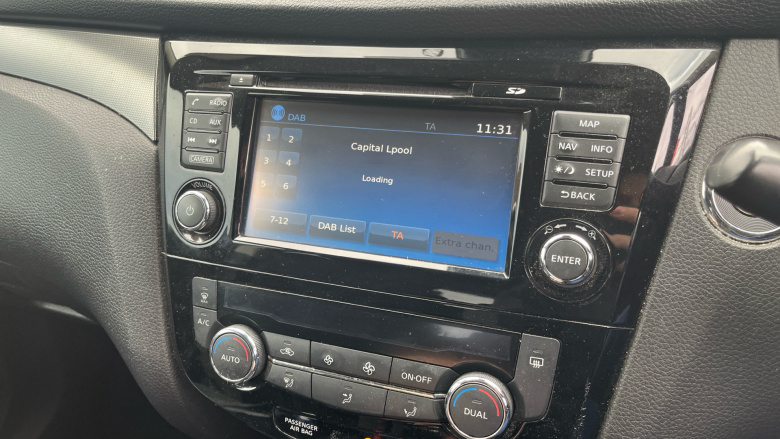 SD
RADIO
CD AUX
CAMERA
VOLUME
DAB
TA
11:31
1 2
Capital Lpool
3 4
Loading
5 6
7-12
DAB List
TA
Extra chan.
MAP
NAV INFO
SETUP
BACK
ENTER
A/C
AUTO
ON·OFF
DUAL
PASSENGER
AIR BAG